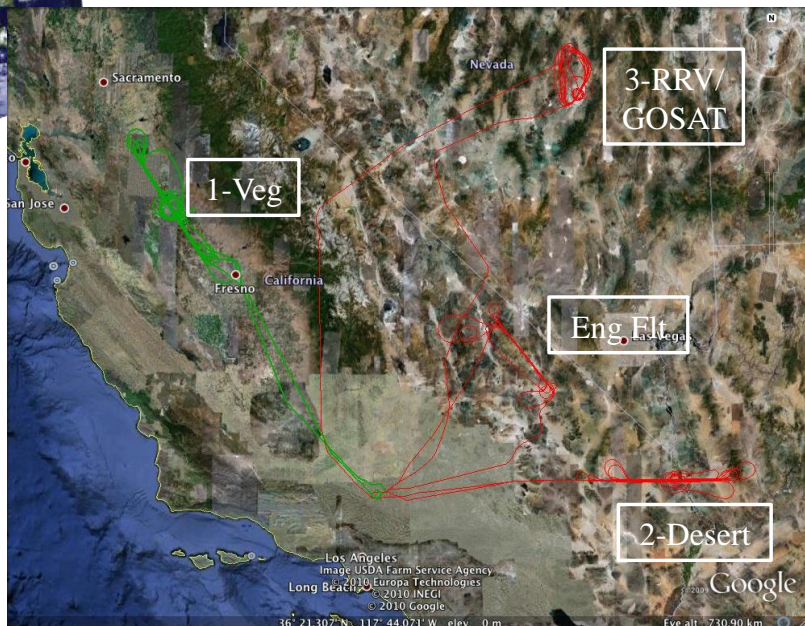 N
Nevada
Sacramento
3-RRV/
GOSAT
1-Veg
San Jose
Fresno
California
Eng Flt
Las Vegas
2-Desert
Los Angeles
Image USDA Farm Service Agency
Long Beach
© 2010 Europa Technologies
© 2010 INEGI
© 2010 Google
©2009 Google
36°21.307' N 117°44.071' W elev 0 m
Eye alt 730.90 km